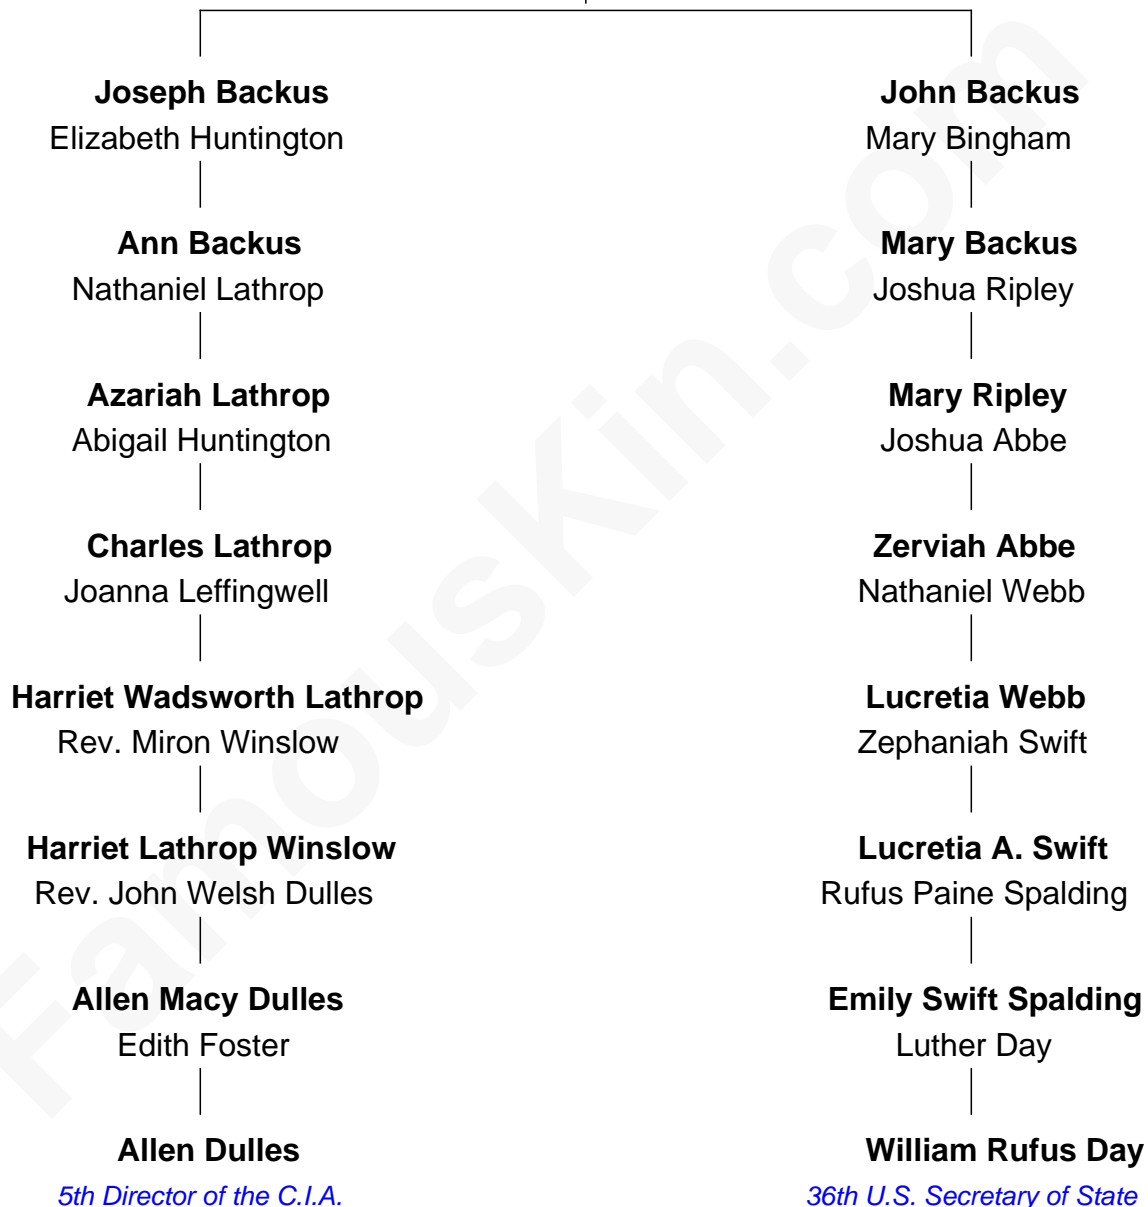 Joseph Backus
Elizabeth Huntington
Ann Backus
Nathaniel Lathrop
Azariah Lathrop
Abigail Huntington
Charles Lathrop
Joanna Leffingwell
Harriet Wadsworth Lathrop
Rev. Miron Winslow
Harriet Lathrop Winslow
Rev. John Welsh Dulles
Allen Macy Dulles
Edith Foster
Allen Dulles
5th Director of the C.I.A.
John Backus
Mary Bingham
Mary Backus
Joshua Ripley
Mary Ripley
Joshua Abbe
Zerviah Abbe
Nathaniel Webb
Lucretia Webb
Zephaniah Swift
Lucretia A. Swift
Rufus Paine Spalding
Emily Swift Spalding
Luther Day
William Rufus Day
36th U.S. Secretary of State
FamousKin.com